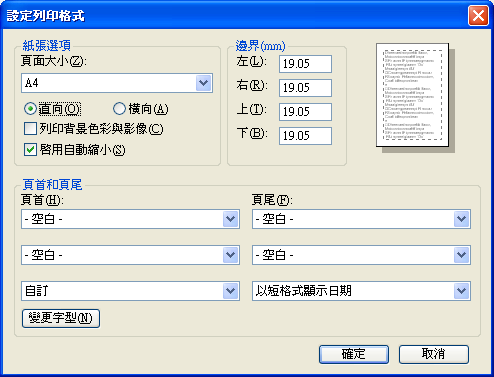 設定列印格式
紙張選項
頁面大小(Z):
A4
直向(O)
橫向(A)
列印背景色彩與影像(C)
啓用自動縮小(S)
邊界(mm)
左(L): 19.05
右(R): 19.05
上(T): 19.05
下(B): 19.05
頁首和頁尾
頁首(H):
頁尾(F):
- 空白 -
- 空白 -
- 空白 -
- 空白 -
自訂
以短格式顯示日期
變更字型(N)
確定
取消